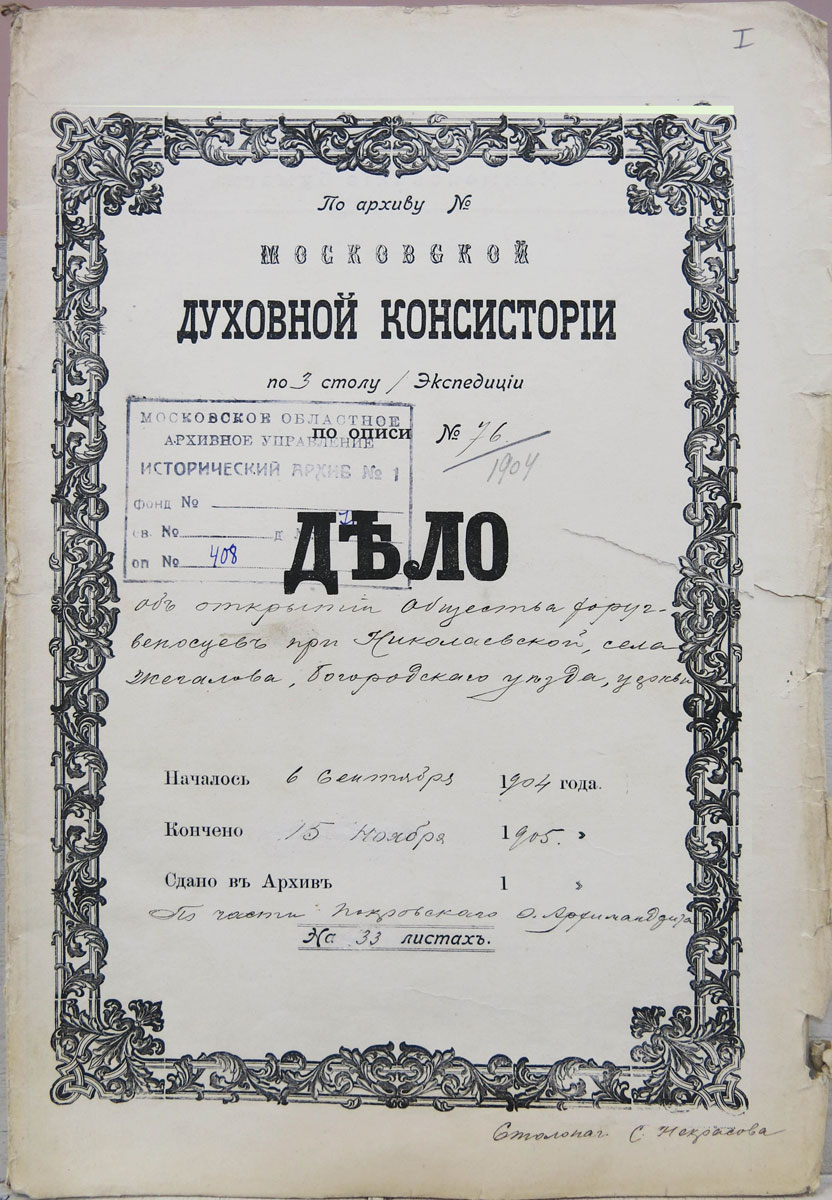 I
По архиву №
МОСКОВСКОЙ
ДУХОВНОЙ КОНСИСТОРІИ
по 3 столу / Экспедиціи
МОСКОВСКОЕ ОБЛАСТНОЕ
АРХИВНОЕ УПРАВЛЕНИЕ
ИСТОРИЧЕСКИЙ АРХИВ № 1
фонд №
св. № д
оп № 408
по описи № 76
1904
ДѢЛО
объ открытіи Общества хоруг-
веносцевъ при Николаевской, села
Жегалова, Богородскаго уѣзда, церкви
Началось 6 Сентября 1904 года.
Кончено 15 Ноября 1905. »
Сдано въ Архивъ 1 »
По части Покровскаго О. Архимандрита
На 33 листахъ.
Столонач. С. Некрасова